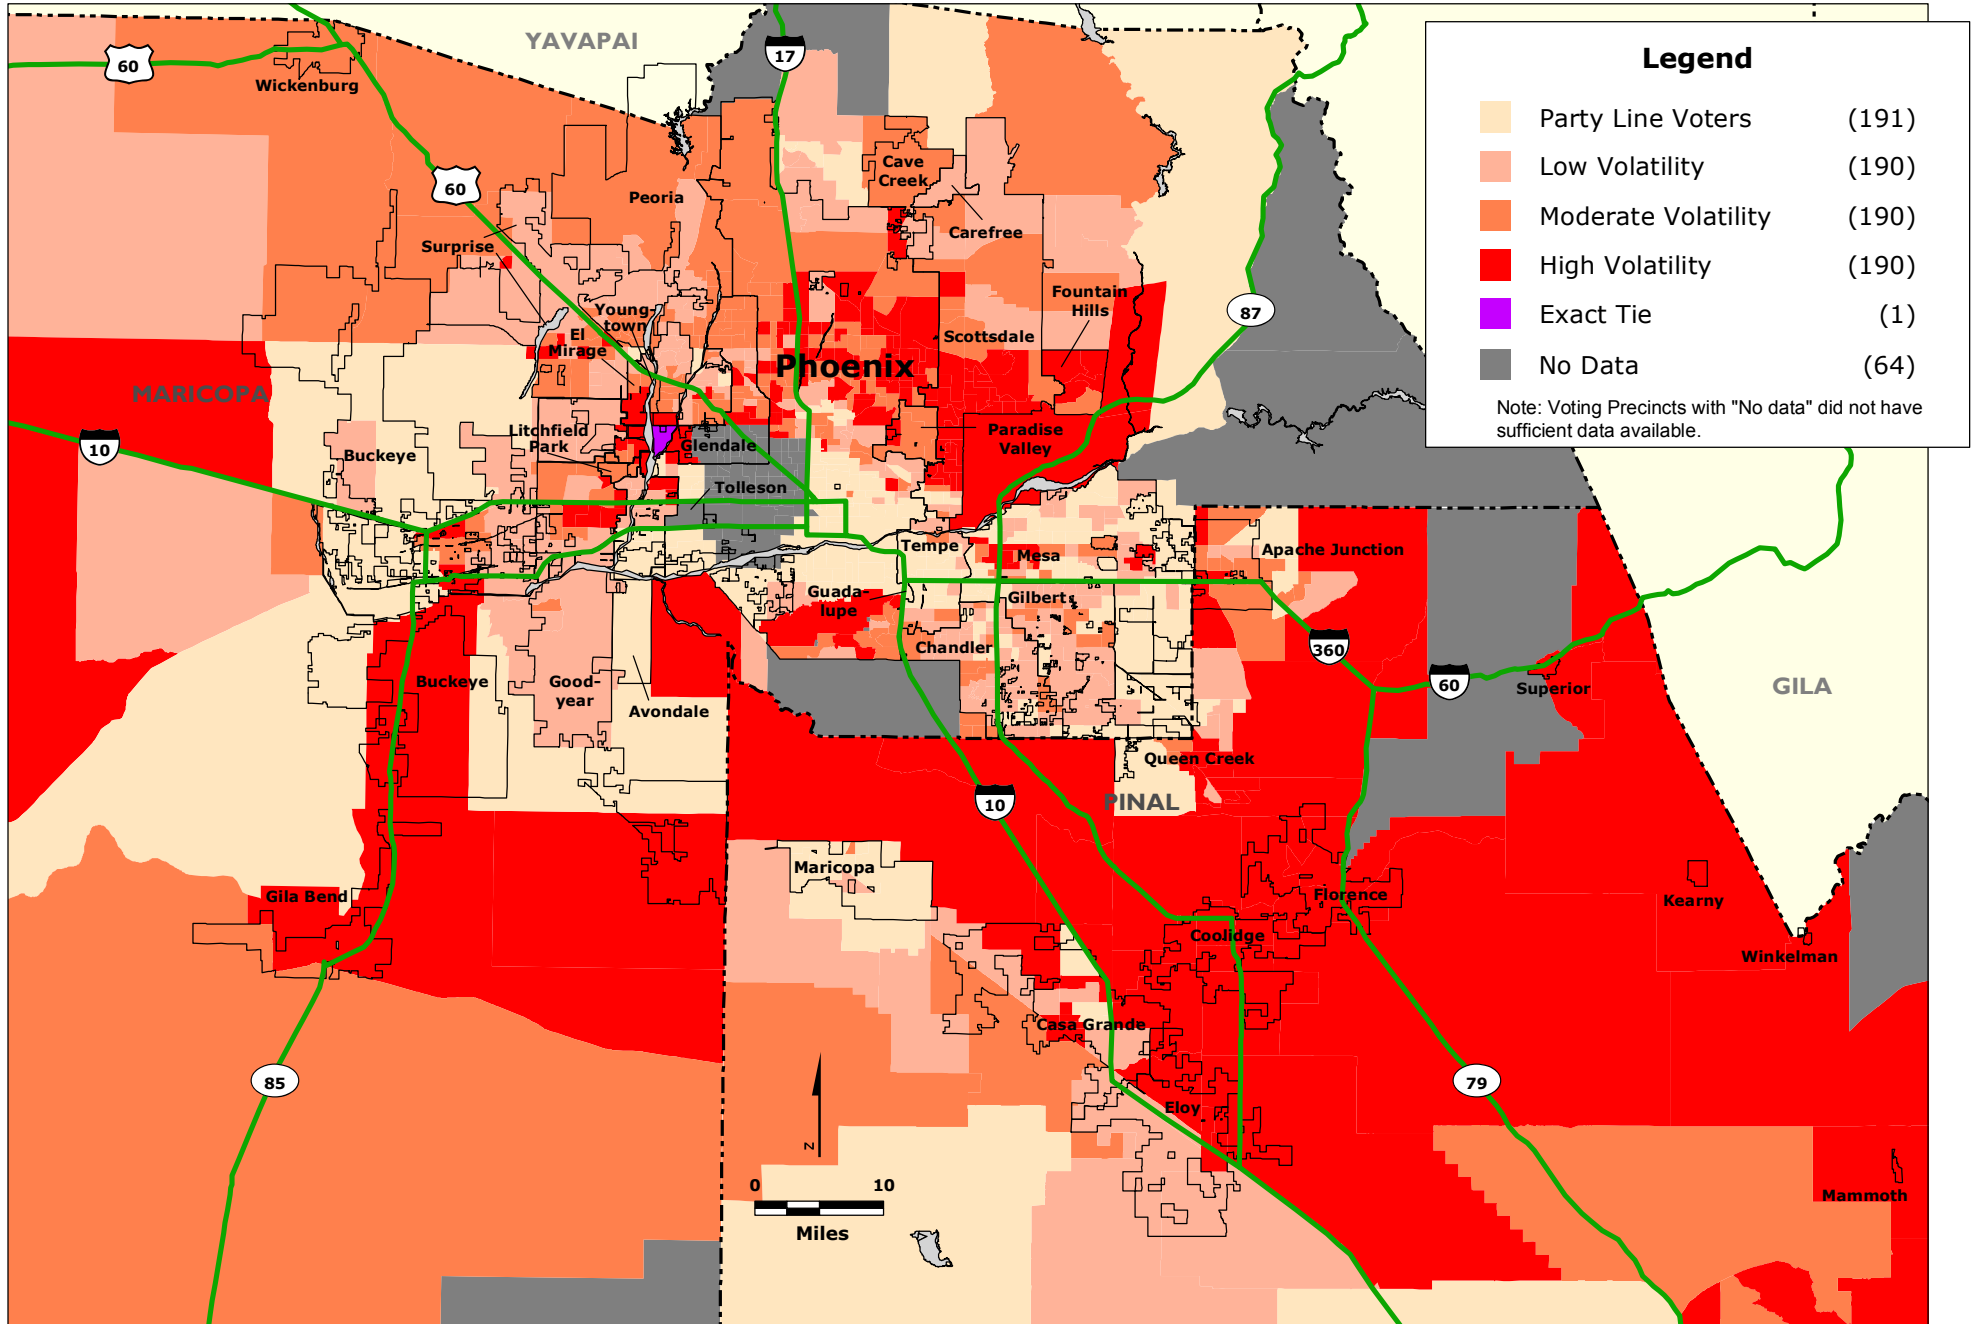 YAVAPAI
17
60
Wickenburg
Legend
Party Line Voters (191)
Low Volatility (190)
Moderate Volatility (190)
High Volatility (190)
Exact Tie (1)
No Data (64)
Note: Voting Precincts with "No data" did not have
sufficient data available.
60
Peoria
Cave
Creek
Carefree
Surprise
Fountain
Hills
87
Young-
town
El
Mirage
Scottsdale
Phoenix
MARICOPA
10
Litchfield
Park
Glendale
Paradise
Valley
Buckeye
Tolleson
Tempe
Mesa
Apache Junction
Guada-
lupe
Gilbert
Chandler
360
60
Superior
GILA
Buckeye
Good-
year
Avondale
Queen Creek
10
PINAL
Maricopa
Gila Bend
Florence
Kearny
Coolidge
Winkelman
Casa Grande
85
79
Eloy
N
0 10
Miles
Mammoth